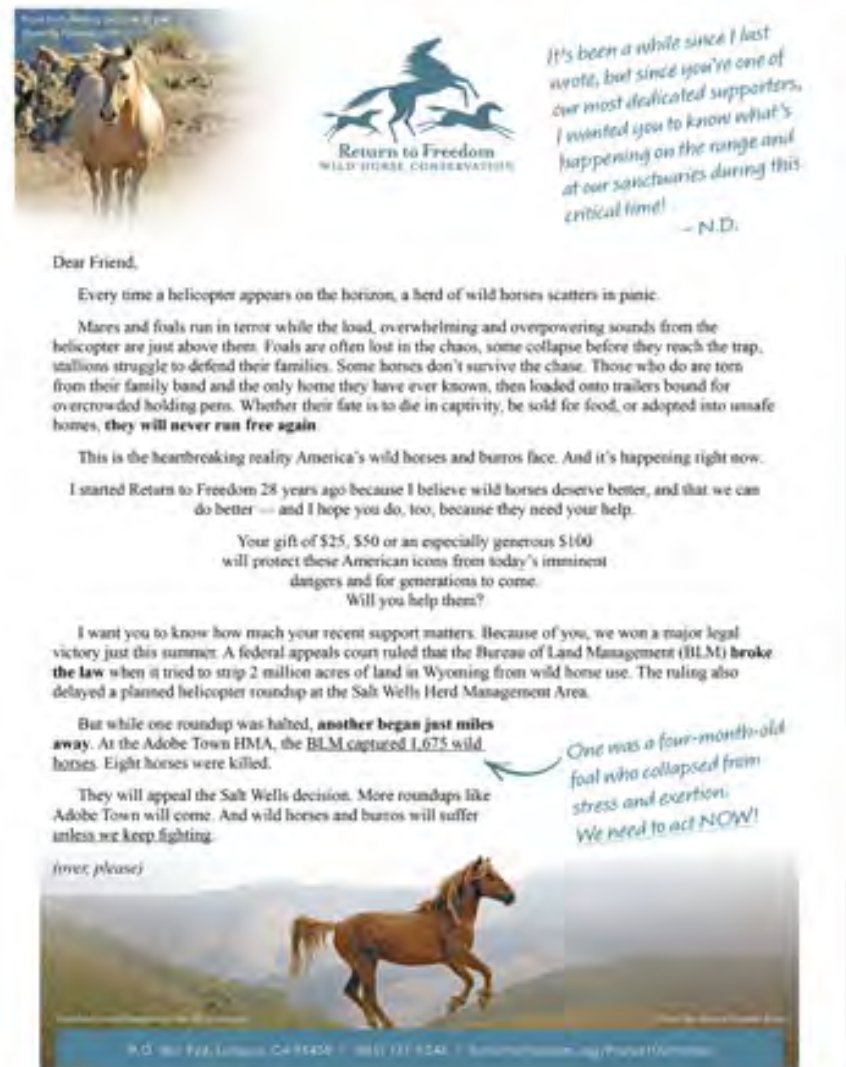 It's been a while since I last
wrote, but since you're one of
our most dedicated supporters,
I wanted you to know what's
happening on the range and
at our sanctuaries during this
critical time!
– N.D.
Return to Freedom
WILD HORSE CONSERVATION
Dear Friend,
Every time a helicopter appears on the horizon, a herd of wild horses scatters in panic.
Mares and foals run in terror while the loud, overwhelming and overpowering sounds from the
helicopter are just above them. Foals are often lost in the chaos, some collapse before they reach the trap,
stallions struggle to defend their families. Some horses don't survive the chase. Those who do are torn
from their family band and the only home they have ever known, then loaded onto trailers bound for
overcrowded holding pens. Whether their fate is to die in captivity, be sold for food, or adopted into unsafe
homes, they will never run free again.
This is the heartbreaking reality America's wild horses and burros face. And it's happening right now.
I started Return to Freedom 28 years ago because I believe wild horses deserve better, and that we can
do better — and I hope you do, too, because they need your help.
Your gift of $25, $50 or an especially generous $100
will protect these American icons from today's imminent
dangers and for generations to come.
Will you help them?
I want you to know how much your recent support matters. Because of you, we won a major legal
victory just this summer. A federal appeals court ruled that the Bureau of Land Management (BLM) broke
the law when it tried to strip 2 million acres of land in Wyoming from wild horse use. The ruling also
delayed a planned helicopter roundup at the Salt Wells Herd Management Area.
But while one roundup was halted, another began just miles
away. At the Adobe Town HMA, the BLM captured 1,675 wild
horses. Eight horses were killed.
One was a four-month-old
foal who collapsed from
stress and exertion.
We need to act NOW!
They will appeal the Salt Wells decision. More roundups like
Adobe Town will come. And wild horses and burros will suffer
unless we keep fighting.
(over, please)